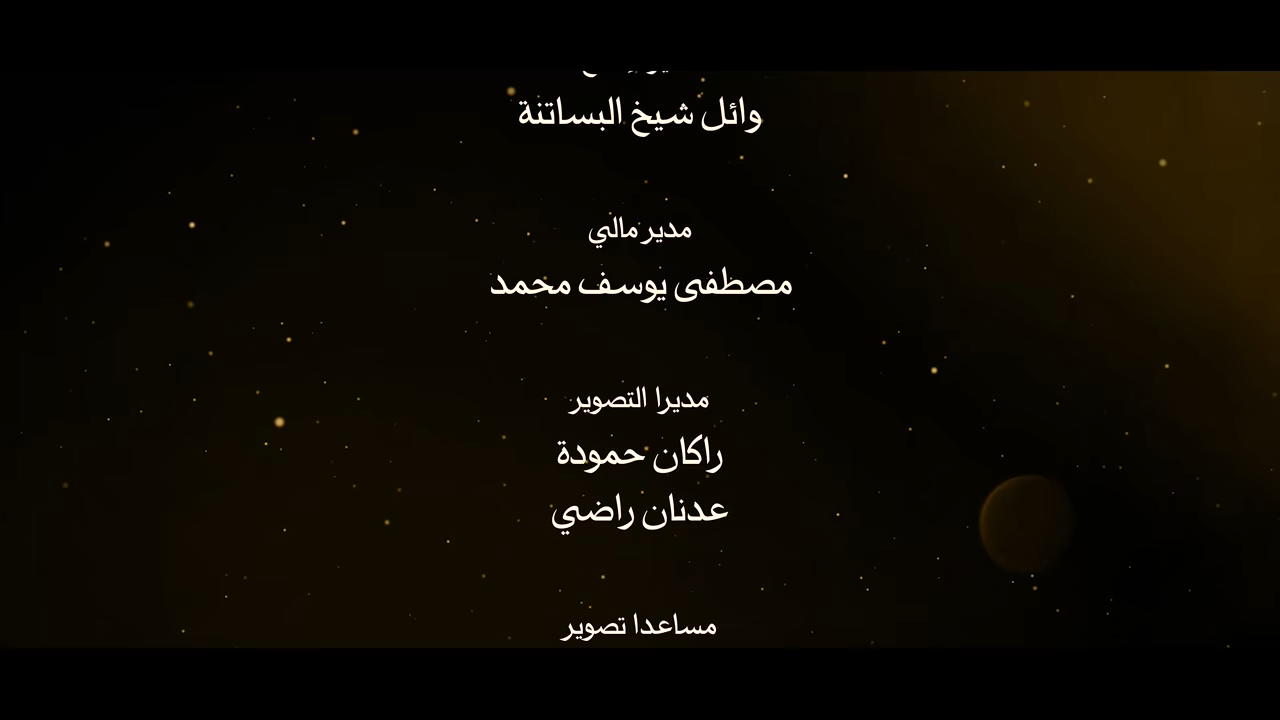 وائل شيخ البساتنة
مدير مالي
مصطفى يوسف محمد
مديرا التصوير
راكان حمودة
عدنان راضي
مساعدا تصوير